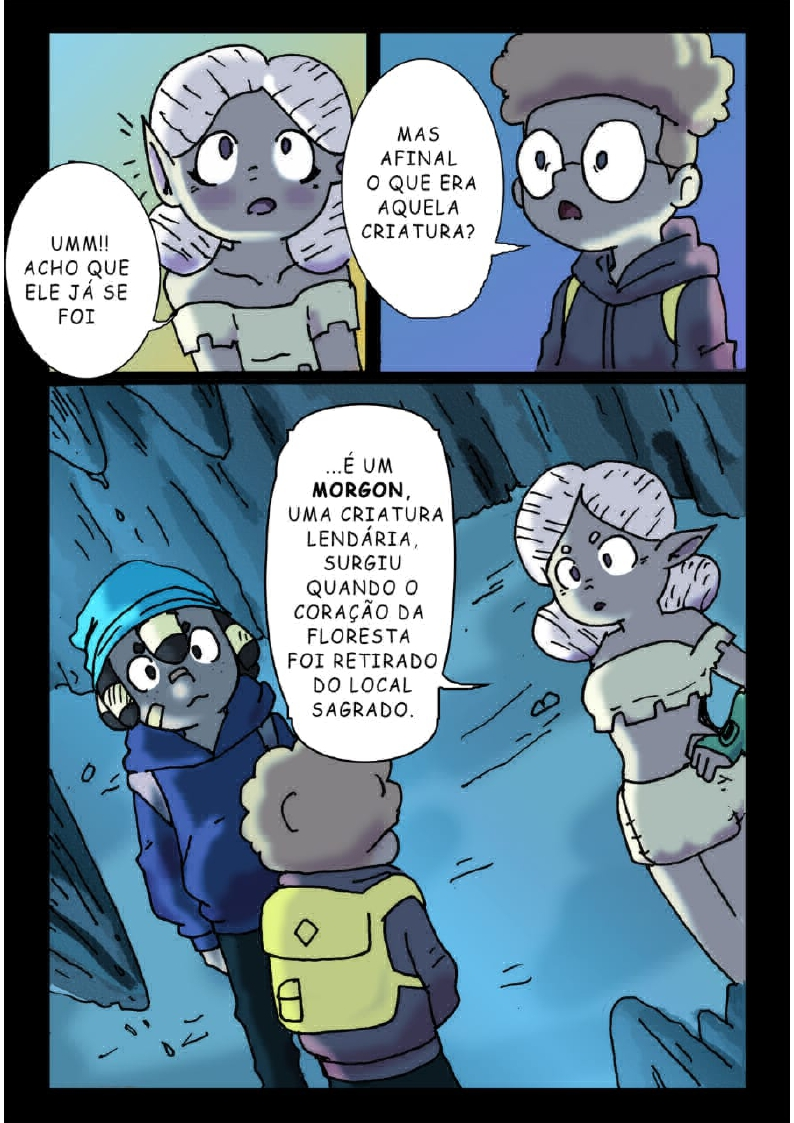 UMM!!
ACHO QUE
ELE JÁ SE
FOI
MAS
AFINAL
O QUE ERA
AQUELA
CRIATURA?
...É UM
MORGON,
UMA CRIATURA
LENDÁRIA,
SURGIU
QUANDO O
CORAÇÃO DA
FLORESTA
FOI RETIRADO
DO LOCAL
SAGRADO.